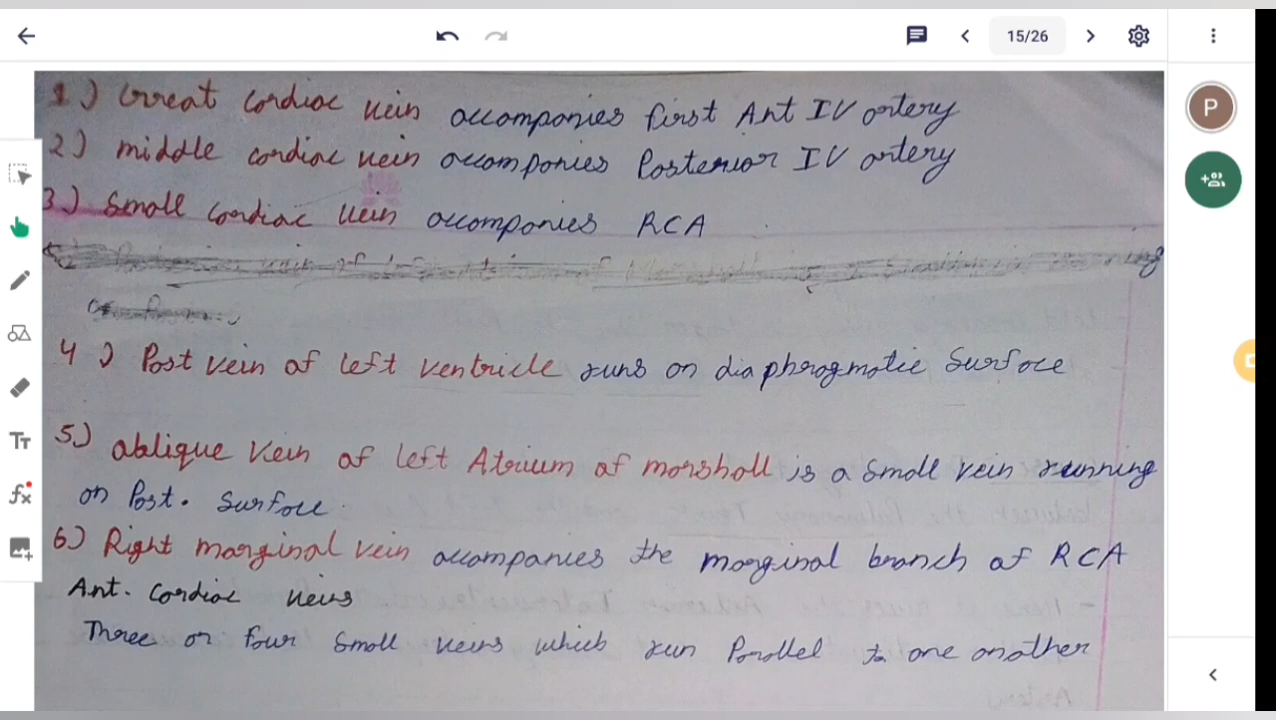 15/26
P
1) Great cardiac vein accompanies first Ant IV artery
2) middle cardiac vein accompanies Posterior IV artery
3) Small cardiac vein accompanies RCA
4) Post vein of left ventricle runs on diaphragmatic Surface
5) oblique vein of left Atrium of marshall is a small vein running
on Post. Surface.
6) Right marginal vein accompanies the marginal branch of RCA
Ant. Cardiac veins
Three or four small veins which run Parallel to one another
Tт
fx